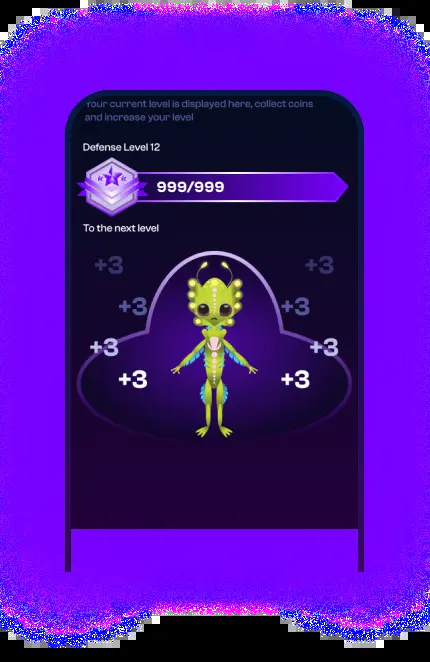 Your current level is displayed here, collect coins
and increase your level
Defense Level 12
999/999
To the next level
+3 +3
+3 +3
+3 +3
+3 +3